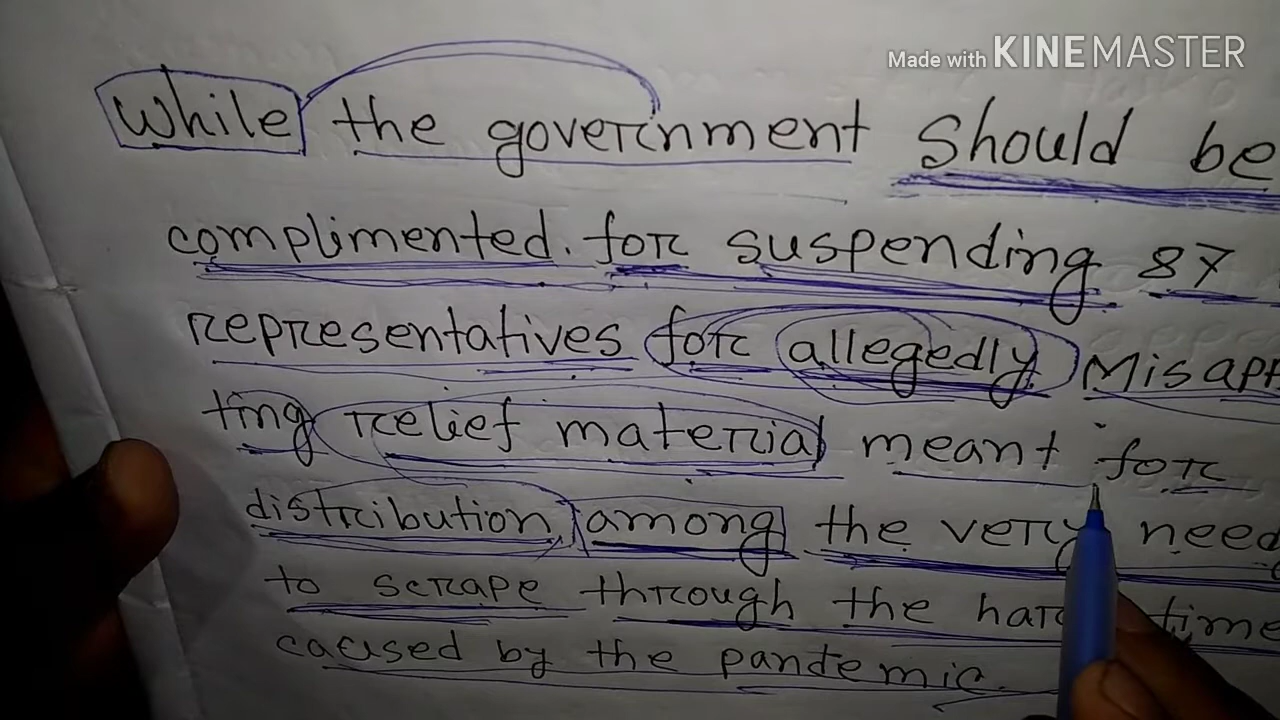 Made with KINEMASTER
While the government should be
complimented. for suspending 87
representatives for allegedly Misapp
ting relief material meant for
distribution among the very need
to scrape through the hard time
caused by the pandemic.